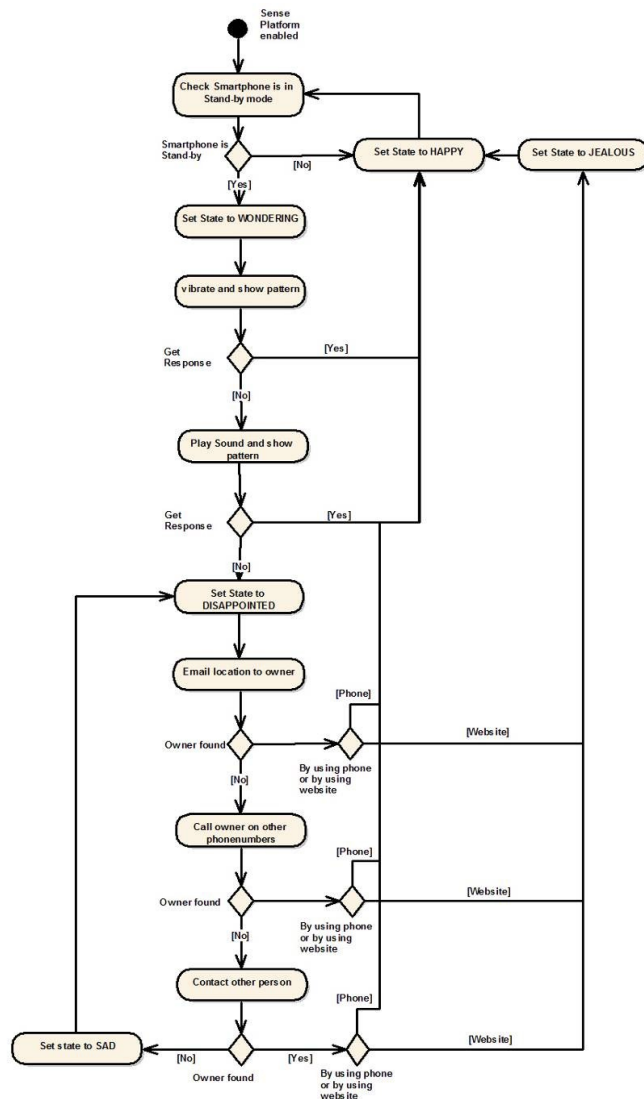 Sense
Platform
enabled
Check Smartphone is in
Stand-by mode
Smartphone is
Stand-by
[No]
Set State to HAPPY
Set State to JEALOUS
[Yes]
Set State to WONDERING
vibrate and show pattern
Get
Response
[Yes]
[No]
Play Sound and show
pattern
Get
Response
[Yes]
[No]
Set State to
DISAPPOINTED
Email location to owner
[Phone]
Owner found
[Website]
By using phone
or by using
website
[No]
Call owner on other
phonenumbers
[Phone]
Owner found
[Website]
By using phone
or by using
website
[No]
Contact other person
[Phone]
Set state to SAD
[No]
[Yes]
[Website]
Owner found
By using phone
or by using
website